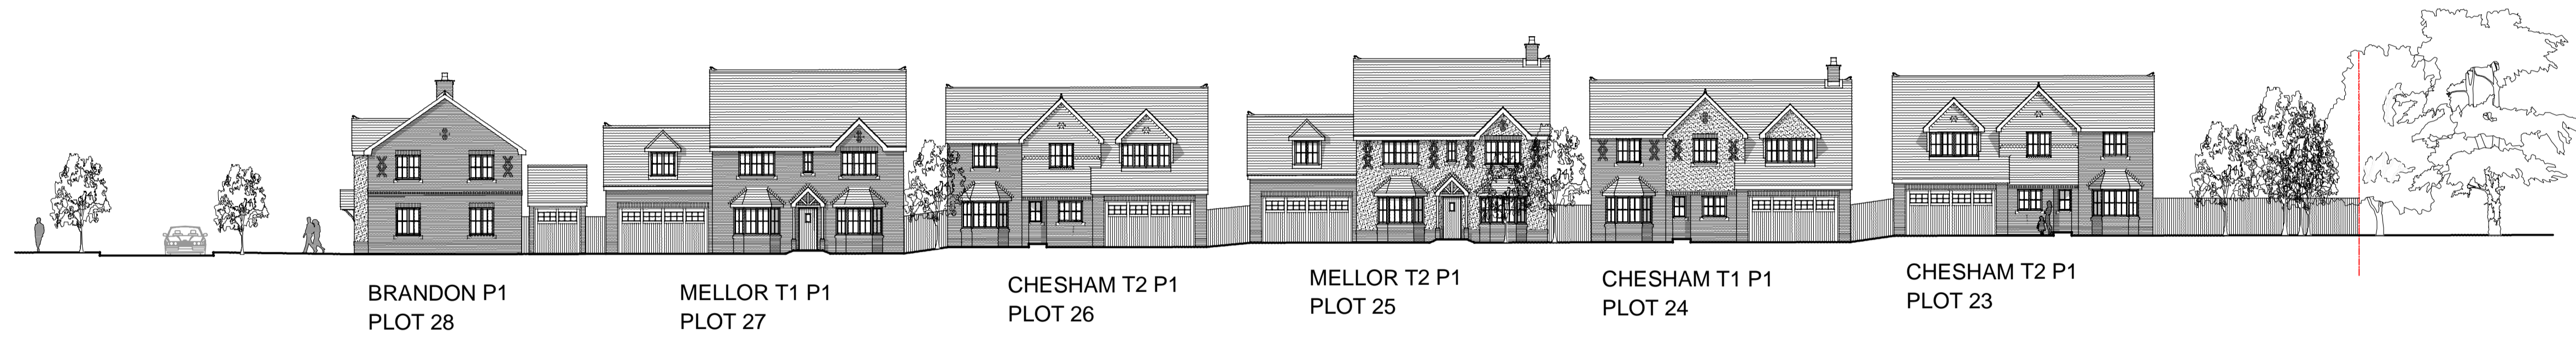 BRANDON P1
PLOT 28
MELLOR T1 P1
PLOT 27
CHESHAM T2 P1
PLOT 26
MELLOR T2 P1
PLOT 25
CHESHAM T1 P1
PLOT 24
CHESHAM T2 P1
PLOT 23